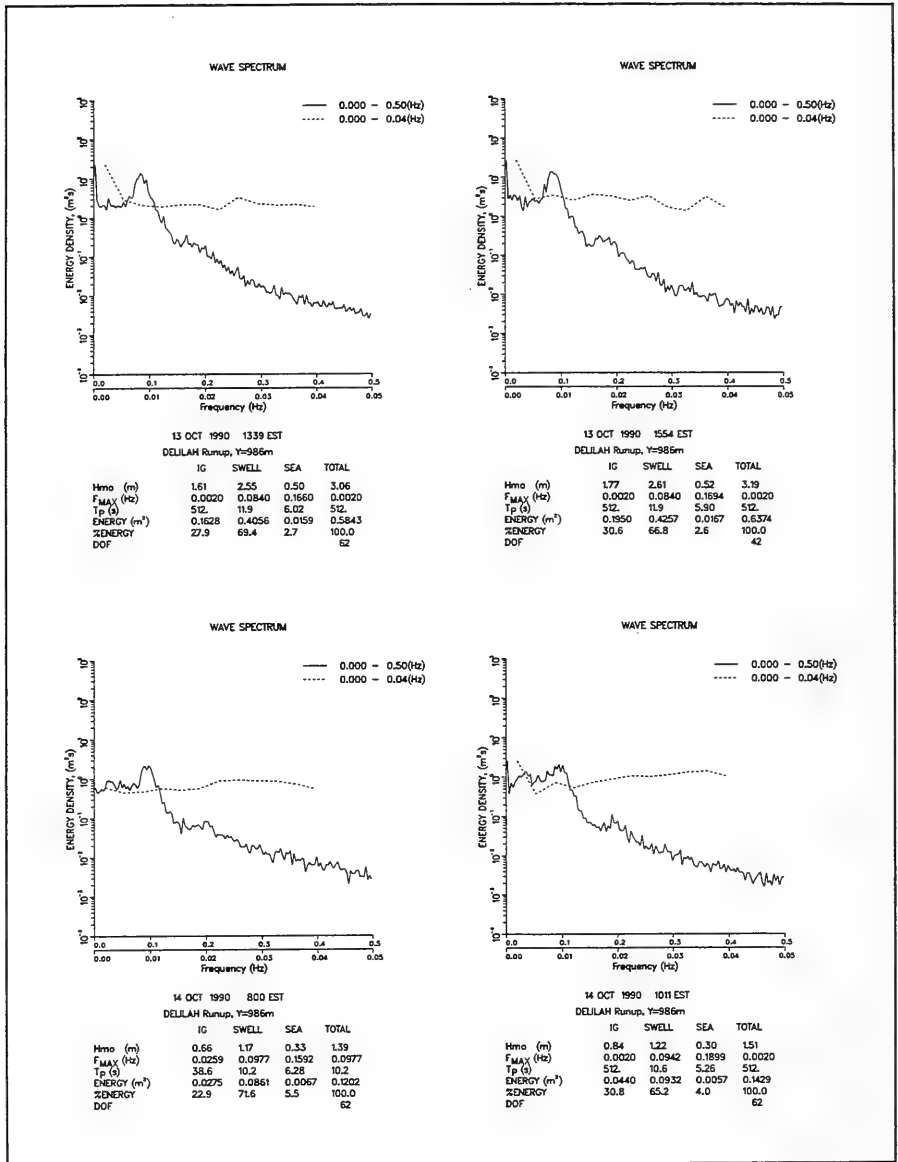 WAVE SPECTRUM
0.000 - 0.50(Hz)
0.000 - 0.04(Hz)
ENERGY DENSITY, (m²s)
0.0 0.1 0.2 0.3 0.4 0.5
0.00 0.01 0.02 0.03 0.04 0.05
Frequency (Hz)
13 OCT 1990 1339 EST
DELILAH Runup, Y=986m
IG SWELL SEA TOTAL
Hmo (m) 1.61 2.55 0.50 3.06
FMAX (Hz) 0.0020 0.0840 0.1660 0.0020
Tp (s) 512. 11.9 6.02 512.
ENERGY (m²) 0.1628 0.4056 0.0159 0.5843
%ENERGY 27.9 69.4 2.7 100.0
DOF 62
WAVE SPECTRUM
0.000 - 0.50(Hz)
0.000 - 0.04(Hz)
ENERGY DENSITY, (m²s)
0.0 0.1 0.2 0.3 0.4 0.5
0.00 0.01 0.02 0.03 0.04 0.05
Frequency (Hz)
13 OCT 1990 1554 EST
DELILAH Runup, Y=986m
IG SWELL SEA TOTAL
Hmo (m) 1.77 2.61 0.52 3.19
FMAX (Hz) 0.0020 0.0840 0.1694 0.0020
Tp (s) 512. 11.9 5.90 512.
ENERGY (m²) 0.1950 0.4257 0.0167 0.6374
%ENERGY 30.6 66.8 2.6 100.0
DOF 42
WAVE SPECTRUM
0.000 - 0.50(Hz)
0.000 - 0.04(Hz)
ENERGY DENSITY, (m²s)
0.0 0.1 0.2 0.3 0.4 0.5
0.00 0.01 0.02 0.03 0.04 0.05
Frequency (Hz)
14 OCT 1990 800 EST
DELILAH Runup, Y=986m
IG SWELL SEA TOTAL
Hmo (m) 0.66 1.17 0.33 1.39
FMAX (Hz) 0.0259 0.0977 0.1592 0.0977
Tp (s) 38.6 10.2 6.28 10.2
ENERGY (m²) 0.0275 0.0861 0.0067 0.1202
%ENERGY 22.9 71.6 5.5 100.0
DOF 62
WAVE SPECTRUM
0.000 - 0.50(Hz)
0.000 - 0.04(Hz)
ENERGY DENSITY, (m²s)
0.0 0.1 0.2 0.3 0.4 0.5
0.00 0.01 0.02 0.03 0.04 0.05
Frequency (Hz)
14 OCT 1990 1011 EST
DELILAH Runup, Y=986m
IG SWELL SEA TOTAL
Hmo (m) 0.84 1.22 0.30 1.51
FMAX (Hz) 0.0020 0.0942 0.1899 0.0020
Tp (s) 512. 10.6 5.26 512.
ENERGY (m²) 0.0440 0.0932 0.0057 0.1429
%ENERGY 30.8 65.2 4.0 100.0
DOF 62